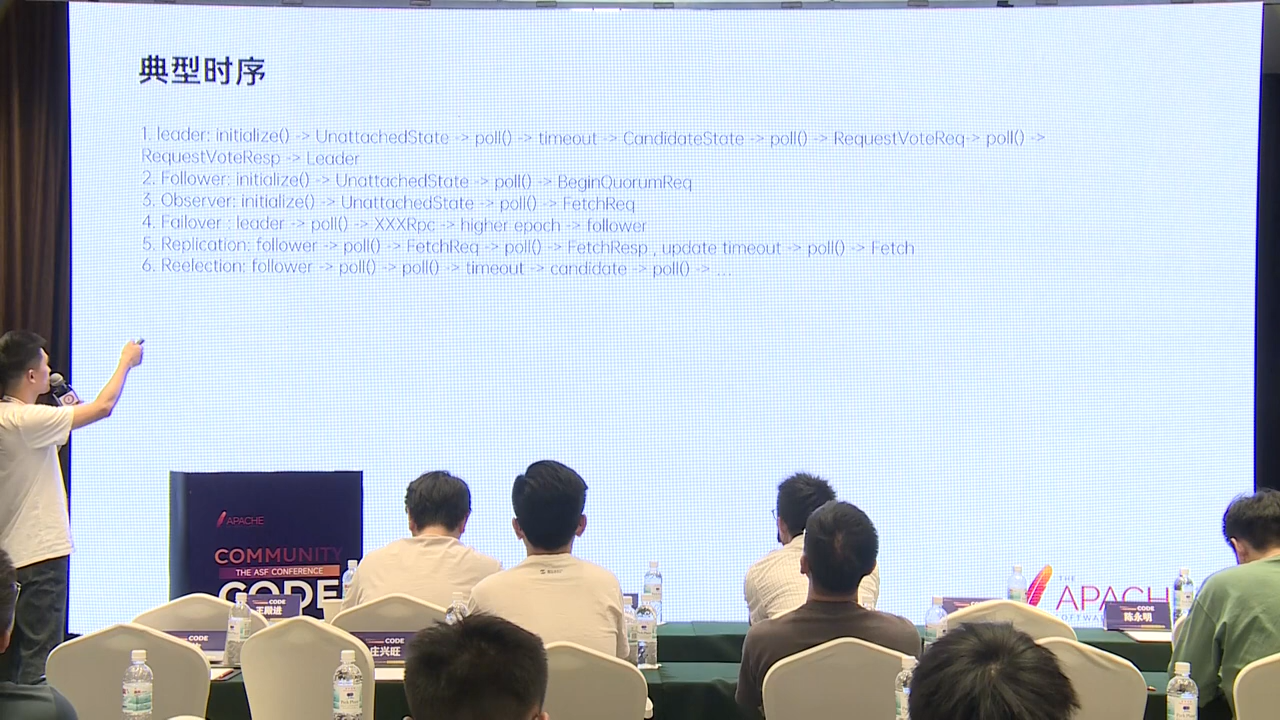 典型时序
1. leader: initialize() -> UnattachedState -> poll() -> timeout -> CandidateState -> poll() -> RequestVoteReq-> poll() ->
RequestVoteResp -> Leader
2. Follower: initialize() -> UnattachedState -> poll() -> BeginQuorumReq
3. Observer: initialize() -> UnattachedState -> poll() -> FetchReq
4. Failover : leader -> poll() -> XXXRpc -> higher epoch -> follower
5. Replication: follower -> poll() -> FetchReq -> poll() -> FetchResp , update timeout -> poll() -> Fetch
6. Reelection: follower -> poll() -> poll() -> timeout -> candidate -> poll() -> ...
APACHE
COMMUNITY
THE ASF CONFERENCE
CODE
THE
APACH
CODE
CODE
陈永明
CODE
庄兴旺